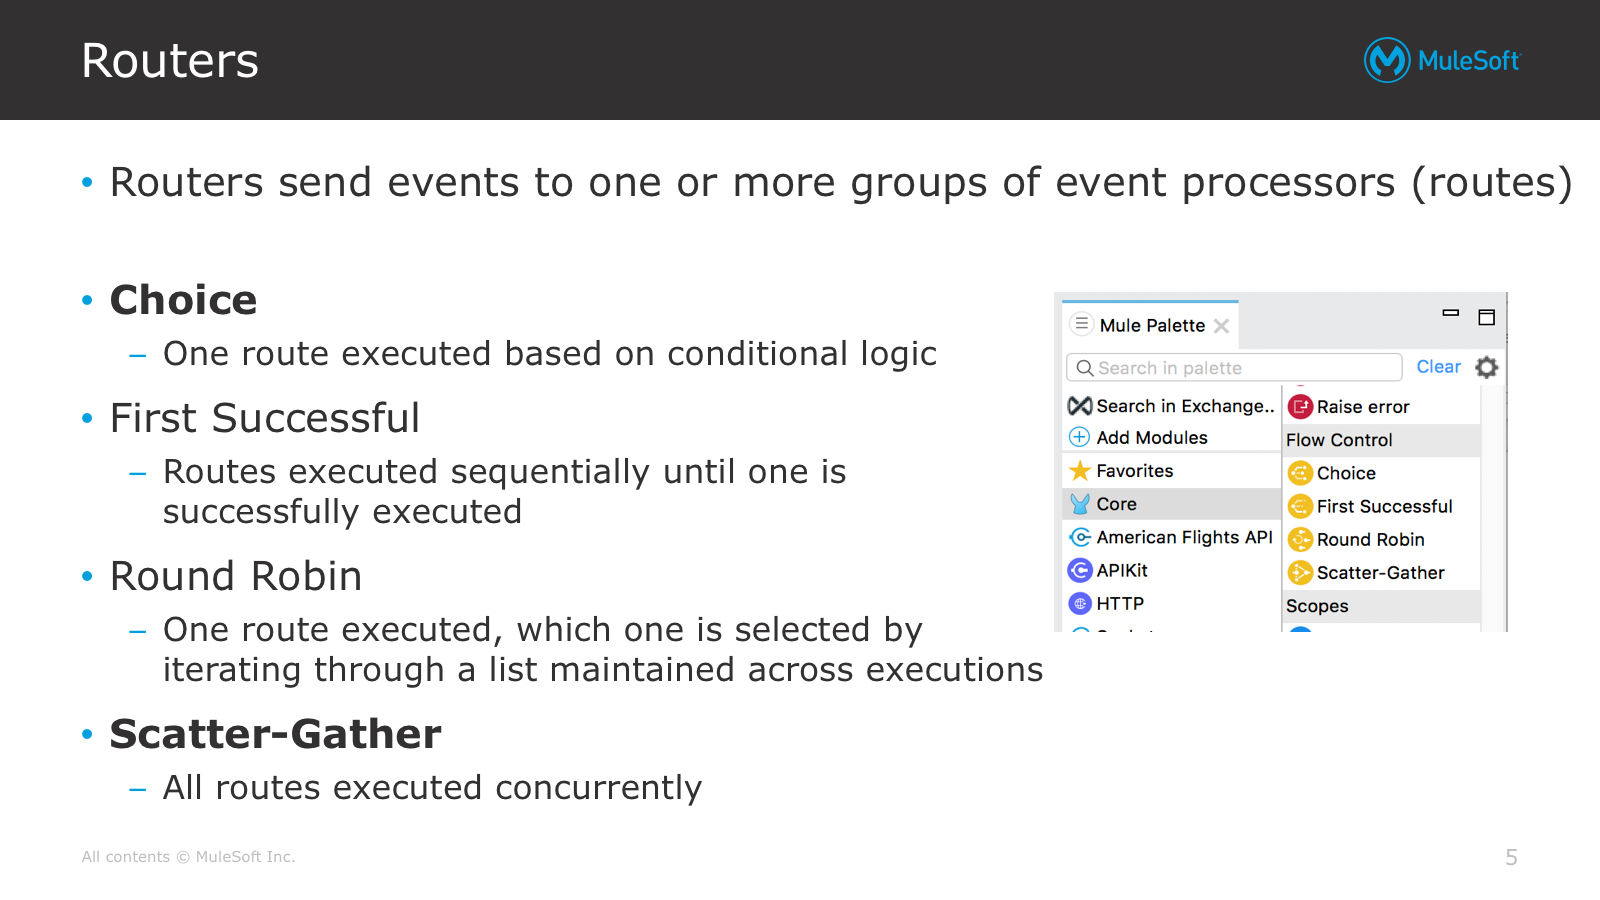 Routers
MuleSoft
• Routers send events to one or more groups of event processors (routes)
• Choice
– One route executed based on conditional logic
• First Successful
– Routes executed sequentially until one is
successfully executed
• Round Robin
– One route executed, which one is selected by
iterating through a list maintained across executions
• Scatter-Gather
– All routes executed concurrently
Mule Palette
Search in palette
Clear
Search in Exchange..
Add Modules
Favorites
Core
American Flights API
APIKit
HTTP
Raise error
Flow Control
Choice
First Successful
Round Robin
Scatter-Gather
Scopes
All contents © MuleSoft Inc.
5